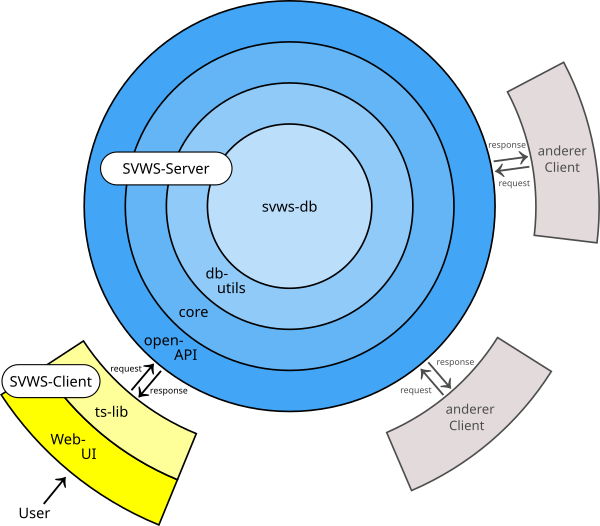 response
anderer
Client
request
SVWS-Server
svws-db
db-
utils
core
open-
API
request
response
SVWS-Client
ts-lib
Web-
UI
User
response
request
anderer
Client